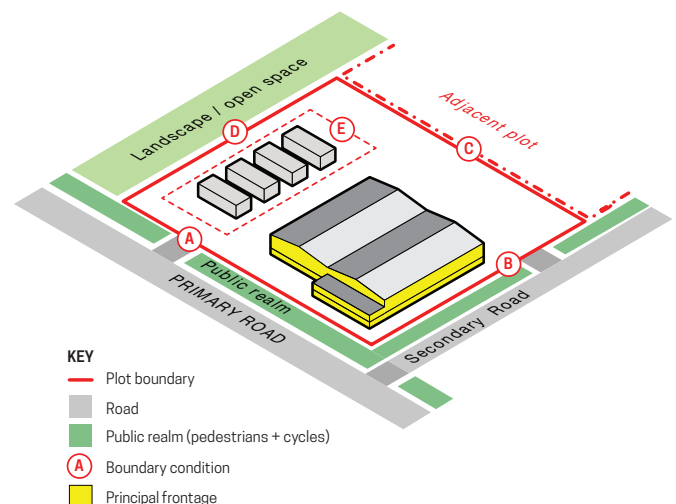 Landscape / open space
D
E
Adjacent plot
C
A
B
Public realm
PRIMARY ROAD
Secondary Road
KEY
Plot boundary
Road
Public realm (pedestrians + cycles)
A Boundary condition
Principal frontage